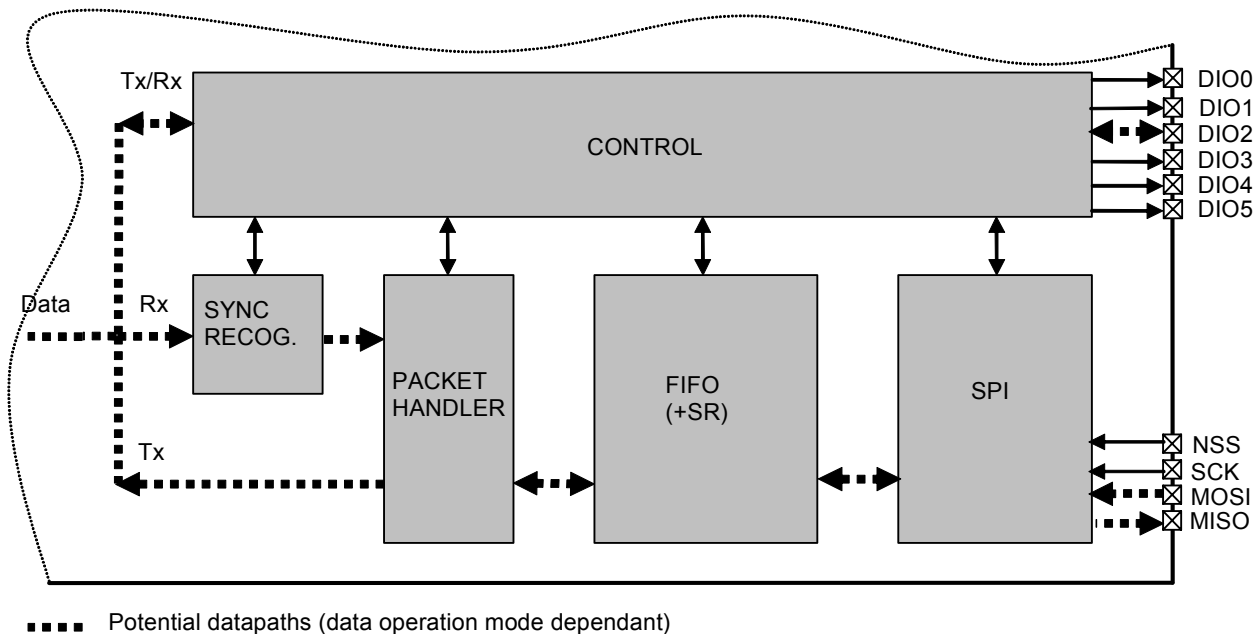 Tx/Rx
CONTROL
DIO0
DIO1
DIO2
DIO3
DIO4
DIO5
Data
Rx
SYNC
RECOG.
PACKET
HANDLER
FIFO
(+SR)
SPI
Tx
NSS
SCK
MOSI
MISO
Potential datapaths (data operation mode dependant)